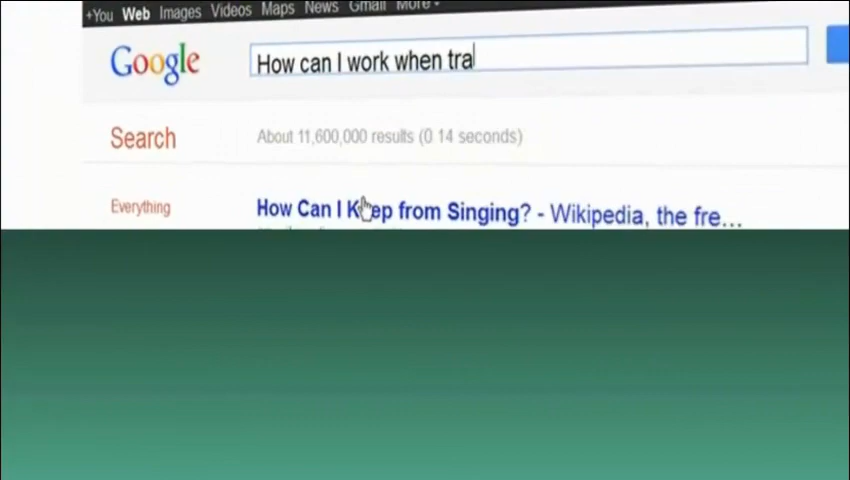 +You Web Images Videos Maps News Gmail More
Google
How can I work when tra
Search
About 11,600,000 results (0 14 seconds)
Everything
How Can I Keep from Singing? - Wikipedia, the fre...